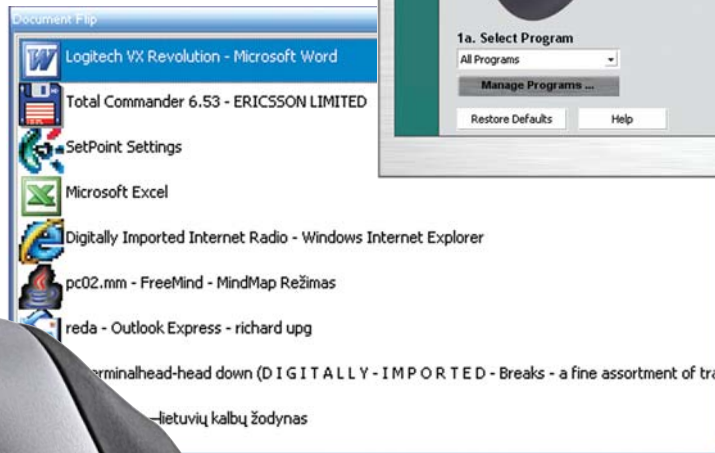 Document Flip
Logitech VX Revolution - Microsoft Word
Total Commander 6.53 - ERICSSON LIMITED
SetPoint Settings
Microsoft Excel
Digitally Imported Internet Radio - Windows Internet Explorer
pc02.mm - FreeMind - MindMap Režimas
reda - Outlook Express - richard upg
erminalhead-head down (D I G I T A L L Y - I M P O R T E D - Breaks - a fine assortment of tra
–lietuvių kalbų žodynas
1a. Select Program
All Programs
Manage Programs ...
Restore Defaults Help